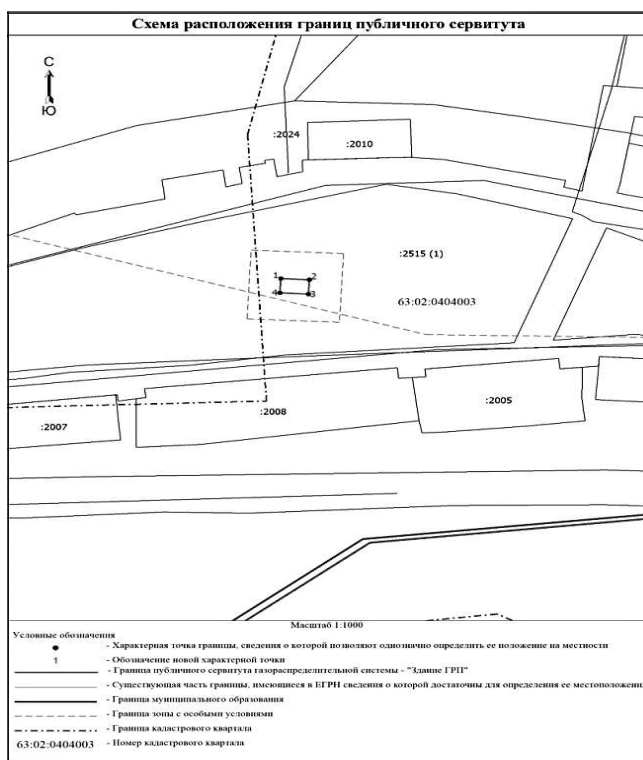 Схема расположения границ публичного сервитута
С
Ю
:2024
:2010
:2515 (1)
1
2
4
3
63:02:0404003
:2008
:2005
:2007
Масштаб 1:1000
Условные обозначения
- Характерная точка границы, сведения о которой позволяют однозначно определить ее положение на местности
1 - Обозначение новой характерной точки
- Граница публичного сервитута газораспределительной системы - "Здание ГРП"
- Существующая часть границы, имеющиеся в ЕГРН сведения о которой достаточны для определения ее местоположени
- Граница муниципального образования
- Граница зоны с особыми условиями
- Граница кадастрового квартала
63:02:0404003 - Номер кадастрового квартала